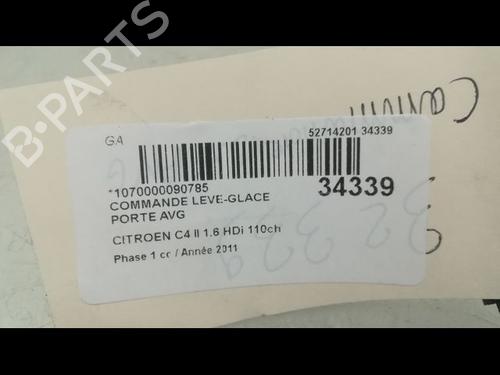 B-PARTS
GA
52714201 34339
*1070000090785
34339
COMMANDE LEVE-GLACE
PORTE AVG
CITROEN C4 II 1.6 HDi 110ch
Phase 1 cc / Année 2011